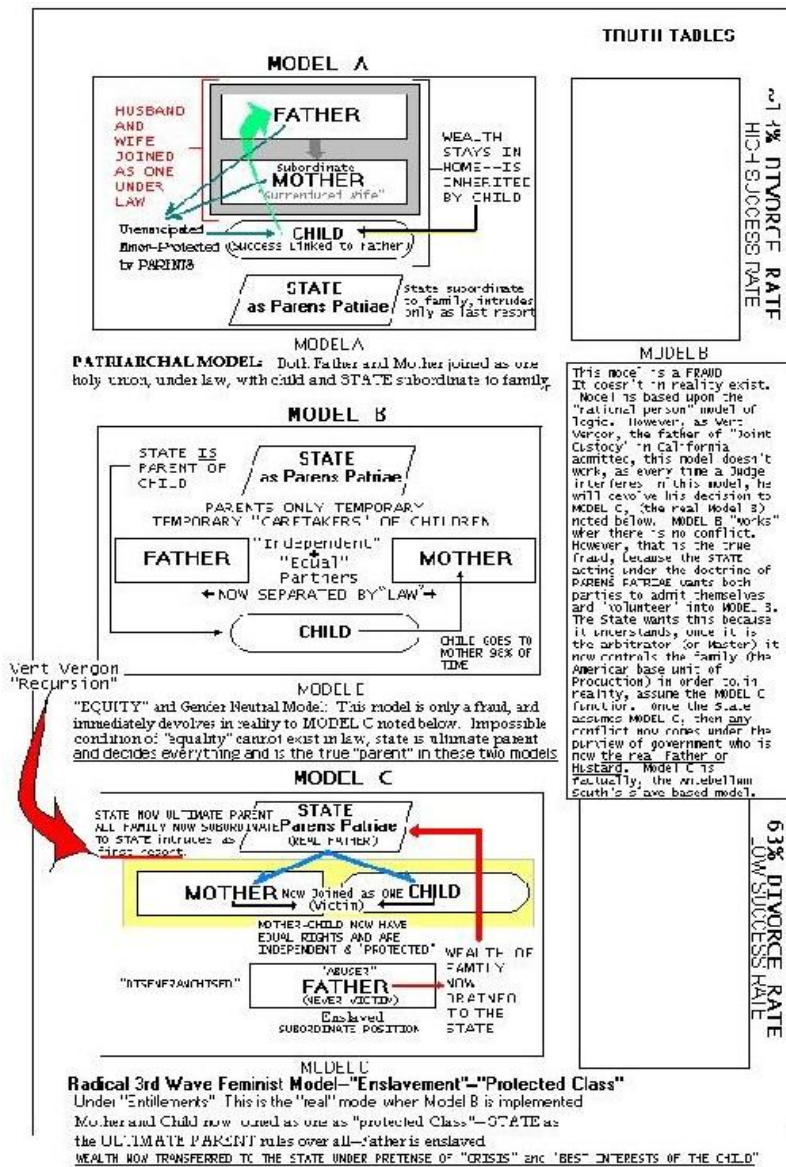 TRUTH TABLES
MODEL A
HUSBAND
AND
WIFE
JOINED
AS ONE
UNDER
LAW
FATHER
Subordinate
MOTHER
"Surrendured Wife"
WEALTH
STAYS IN
HOME--IS
INHERITED
BY CHILD
by PARENTS
CHILD
(Success Linked to Father)
STATE
as Parens Patriae
State subordinate
to family, intrudes
only as last resort
MODEL A
PATRIARCHAL MODEL: Both Father and Mother joined as one
holy union, under law, with child and STATE subordinate to family,
DIVORCE RATE
HIGH SUCCESS RATE
MODEL B
STATE IS
PARENT OF
CHILD
STATE
as Parens Patriae
PARENTS ONLY TEMPORARY
TEMPORARY "CARETAKERS" OF CHILDREN
FATHER
"Independent"
+
"Equal"
Partners
MOTHER
NOW SEPARATED BY "LAW"
CHILD
CHILD GOES TO
MOTHER 98% OF
TIME
Vert Vergon
"Recursion"
"EQUITY" and Gender Neutral Model: This model is only a fraud, and
immediately devolves in reality to MODEL C noted below. Impossible
condition of "equality" cannot exist in law, state is ultimate parent
and decides everything and is the true "parent" in these two models
MODEL B
This model is a FRAUD
It doesn't in reality exist.
Model is based upon the
"rational person" model of
logic. However, as Vert
Vergon, the father of "Joint
Custody" in California
admitted, this model doesn't
work, as every time a Judge
interferes in this model, he
will devolve his decision to
MODEL C, (the real Model B)
noted below. MODEL B "works"
when there is no conflict.
However, that is the true
fraud, because the STATE
acting under the doctrine of
PARENS PATRIAE wants both
parties to admit themselves
and "volunteer" into MODEL B.
The State wants this because
it understands, once it is
the arbitrator (or Master) it
now controls the family (the
American base unit of
Production) in order to, in
reality, assume the MODEL C
function. Once the State
assumes MODEL C, then any
conflict now comes under the
purview of government who is
now the real Father or
Husband. Model C is
factually, the Antebellum
South's slave based model.
MODEL C
STATE NOW ULTIMATE PARENT
ALL FAMILY NOW SUBORDINATE
TO STATE intrudes as
first resort.
STATE
Parens Patriae
(REAL FATHER)
MOTHER Now Joined as ONE CHILD
(Victim)
MOTHER-CHILD NOW HAVE
EQUAL RIGHTS AND ARE
INDEPENDENT & "PROTECTED"
"ABUSER"
FATHER
(NEVER VICTIM)
Enslaved
SUBORDINATE POSITION
WEALTH OF
FAMILY
NOW
DRAINED
TO THE
STATE
63% DIVORCE RATE
LOW SUCCESS RATE
Radical 3rd Wave Feminist Model--"Enslavement"--"Protected Class"
Under "Entitlements" This is the "real" mode when Model B is implemented
Mother and Child now joined as one as "protected Class"--STATE as
the ULTIMATE PARENT rules over all--father is enslaved
WEALTH NOW TRANSFERRED TO THE STATE UNDER PRETENSE OF "CRISIS" and "BEST INTERESTS OF THE CHILD"